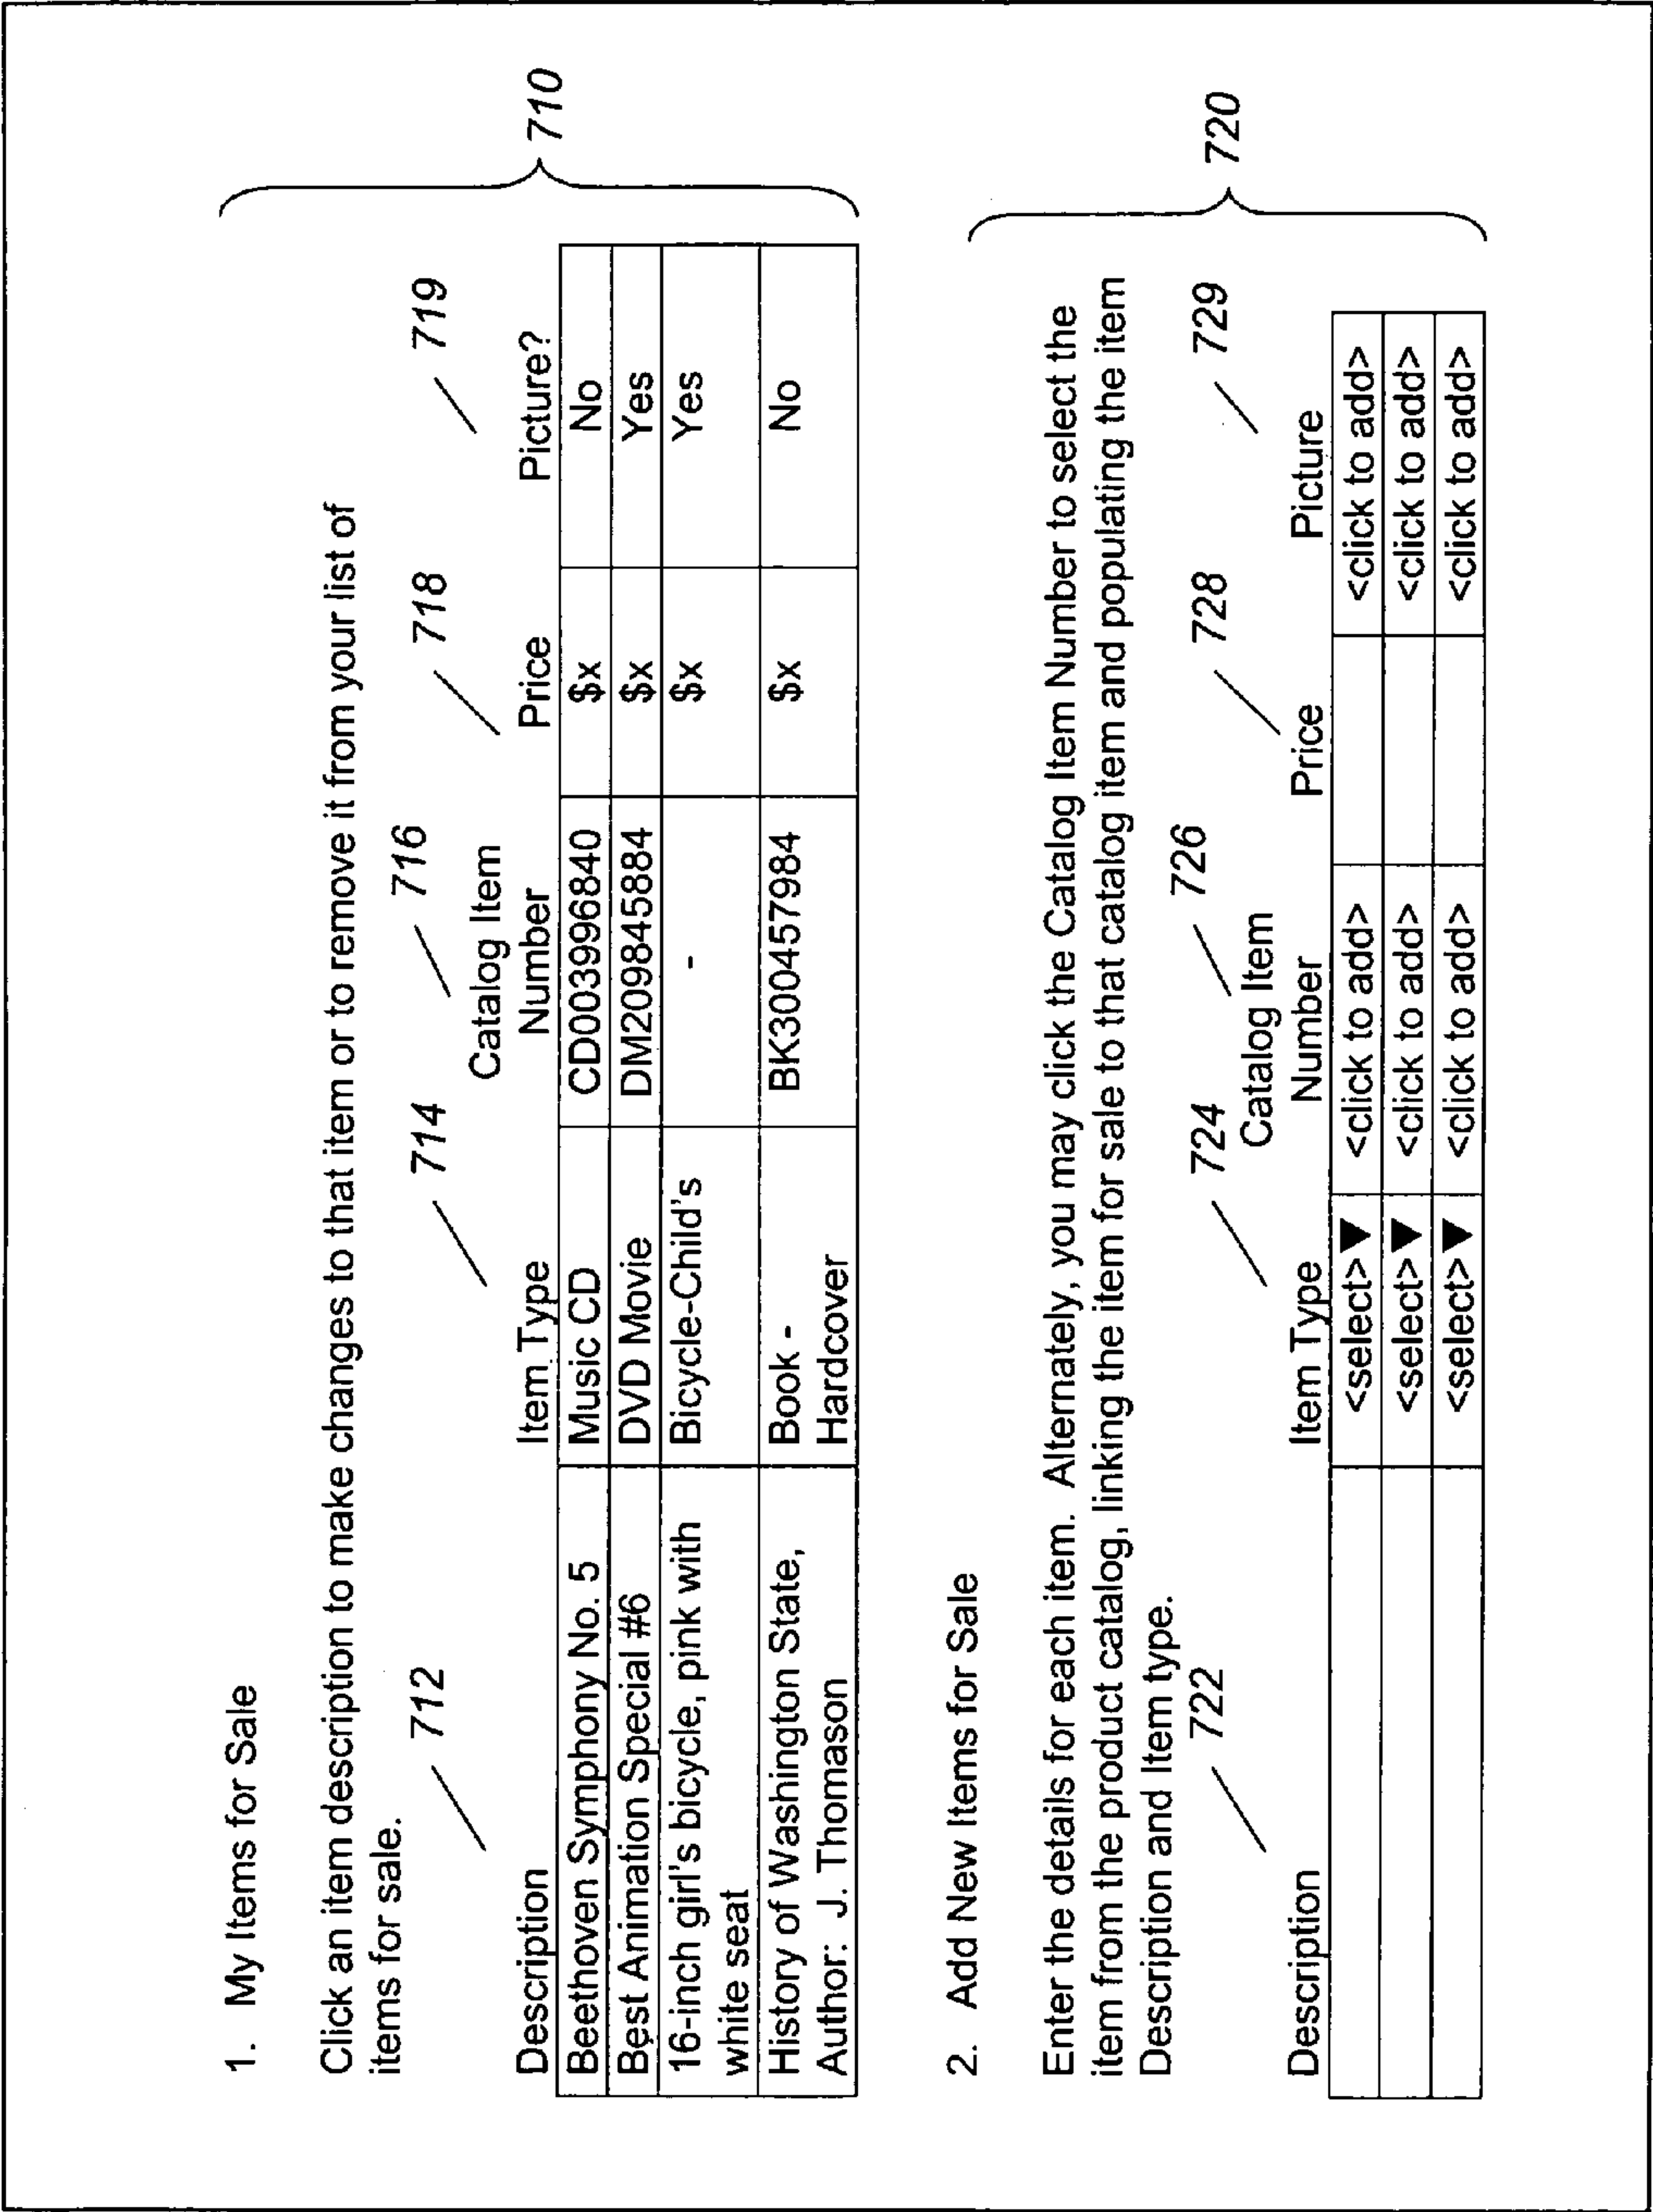 1. My Items for Sale
710
Click an item description to make changes to that item or to remove it from your list of
items for sale.
712 714 716 718 719
Description Item Type Catalog Item Number Price Picture?
Beethoven Symphony No. 5 Music CD CD003996840 $x No
Best Animation Special #6 DVD Movie DM209845884 $x Yes
16-inch girl's bicycle, pink with Bicycle-Child's - $x Yes
white seat
History of Washington State, Book - BK300457984 $x No
Author: J. Thomason Hardcover
2. Add New Items for Sale
720
Enter the details for each item. Alternately, you may click the Catalog Item Number to select the
item from the product catalog, linking the item for sale to that catalog item and populating the item
Description and Item type.
722 724 726 728 729
Description Item Type Catalog Item Number Price Picture
<select>▼ <click to add> <click to add>
<select>▼ <click to add> <click to add>
<select>▼ <click to add> <click to add>